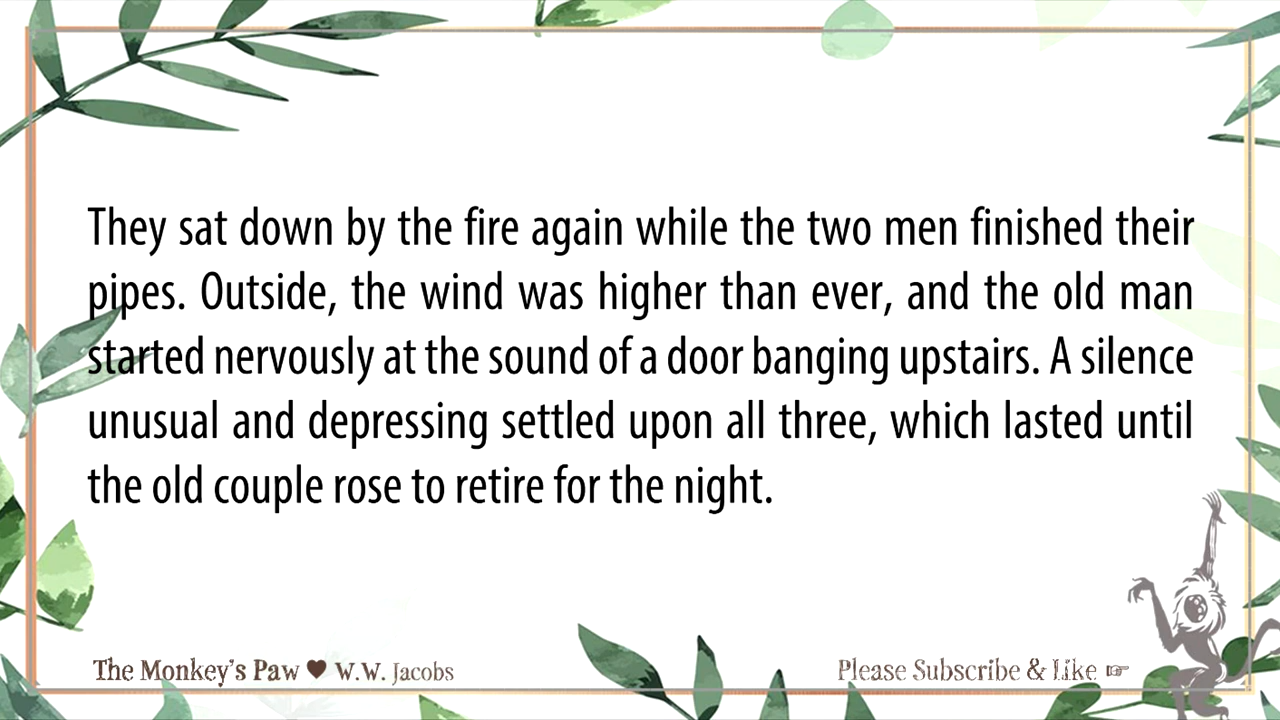 They sat down by the fire again while the two men finished their
pipes. Outside, the wind was higher than ever, and the old man
started nervously at the sound of a door banging upstairs. A silence
unusual and depressing settled upon all three, which lasted until
the old couple rose to retire for the night.
The Monkey's Paw ♥ W.W. Jacobs
Please Subscribe & Like ☞